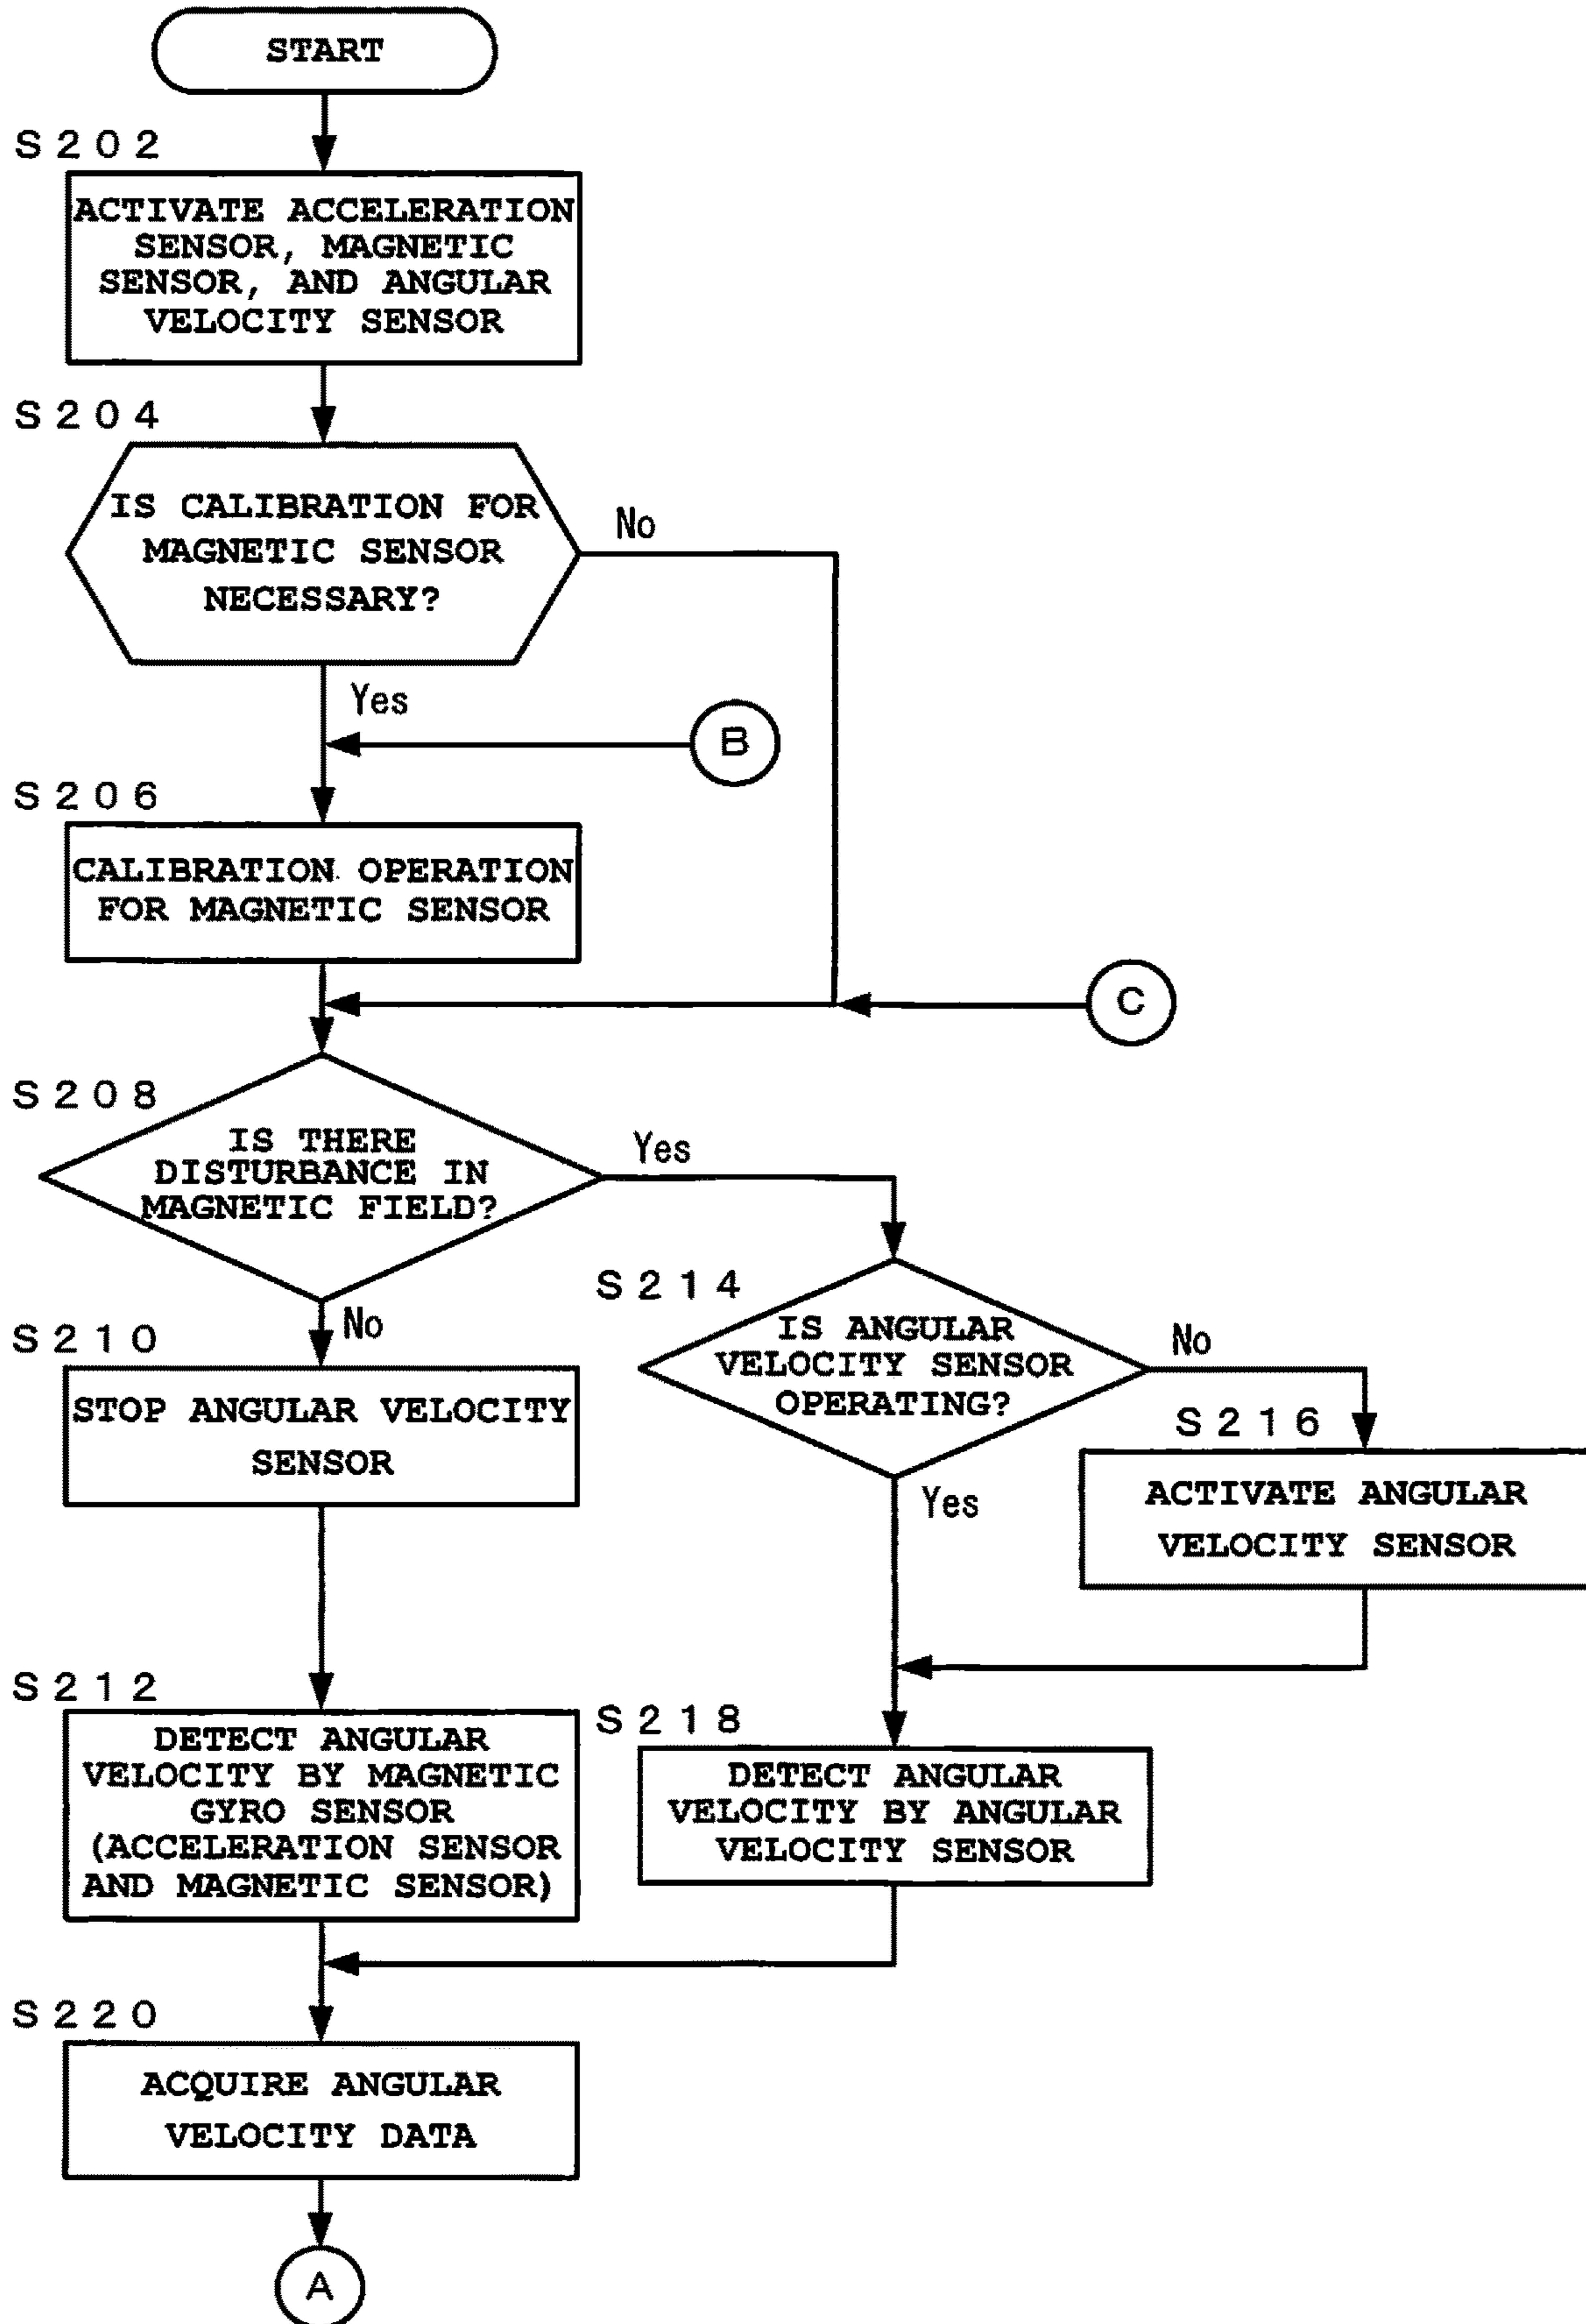 START
S202
ACTIVATE ACCELERATION
SENSOR, MAGNETIC
SENSOR, AND ANGULAR
VELOCITY SENSOR
S204
IS CALIBRATION FOR
MAGNETIC SENSOR
NECESSARY?
No
Yes
B
S206
CALIBRATION OPERATION
FOR MAGNETIC SENSOR
C
S208
IS THERE
DISTURBANCE IN
MAGNETIC FIELD?
Yes
No
S210
STOP ANGULAR VELOCITY
SENSOR
S214
IS ANGULAR
VELOCITY SENSOR
OPERATING?
No
Yes
S216
ACTIVATE ANGULAR
VELOCITY SENSOR
S212
DETECT ANGULAR
VELOCITY BY MAGNETIC
GYRO SENSOR
(ACCELERATION SENSOR
AND MAGNETIC SENSOR)
S218
DETECT ANGULAR
VELOCITY BY ANGULAR
VELOCITY SENSOR
S220
ACQUIRE ANGULAR
VELOCITY DATA
A